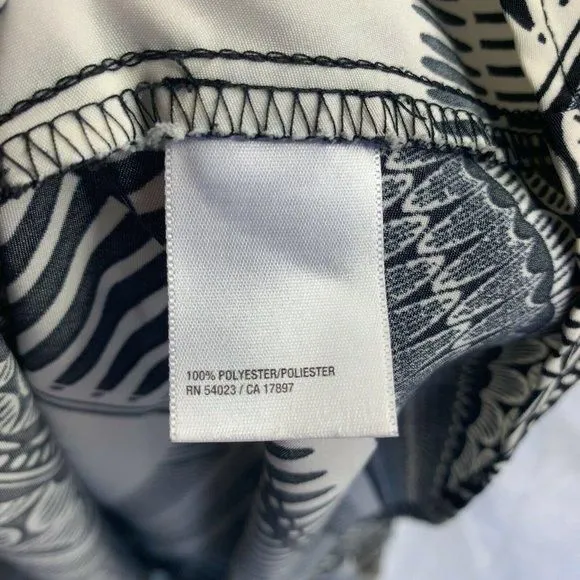 100% POLYESTER/POLIESTER
RN 54023 / CA 17897